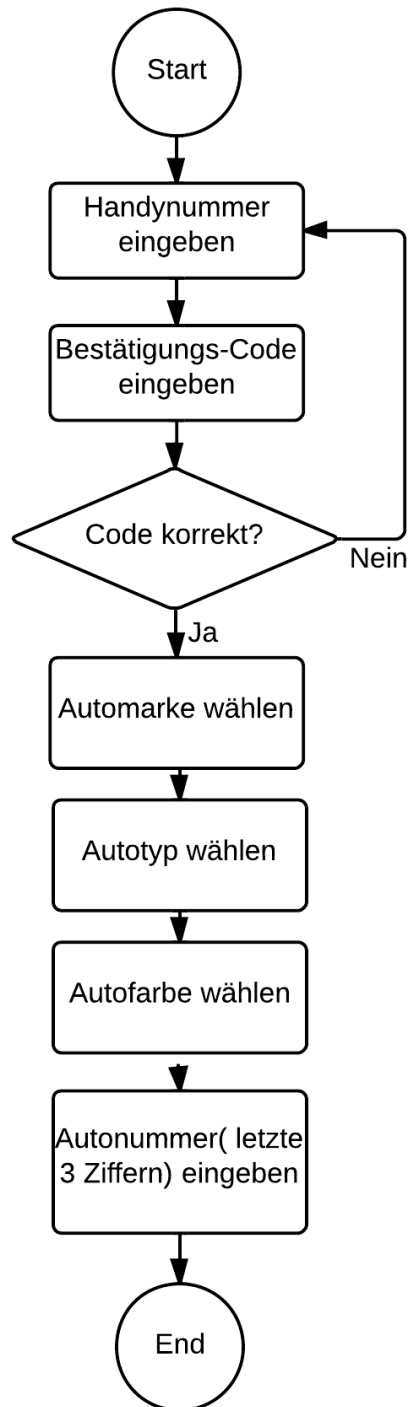 Start
Handynummer
eingeben
Bestätigungs-Code
eingeben
Code korrekt?
Nein
Ja
Automarke wählen
Autotyp wählen
Autofarbe wählen
Autonummer( letzte
3 Ziffern) eingeben
End